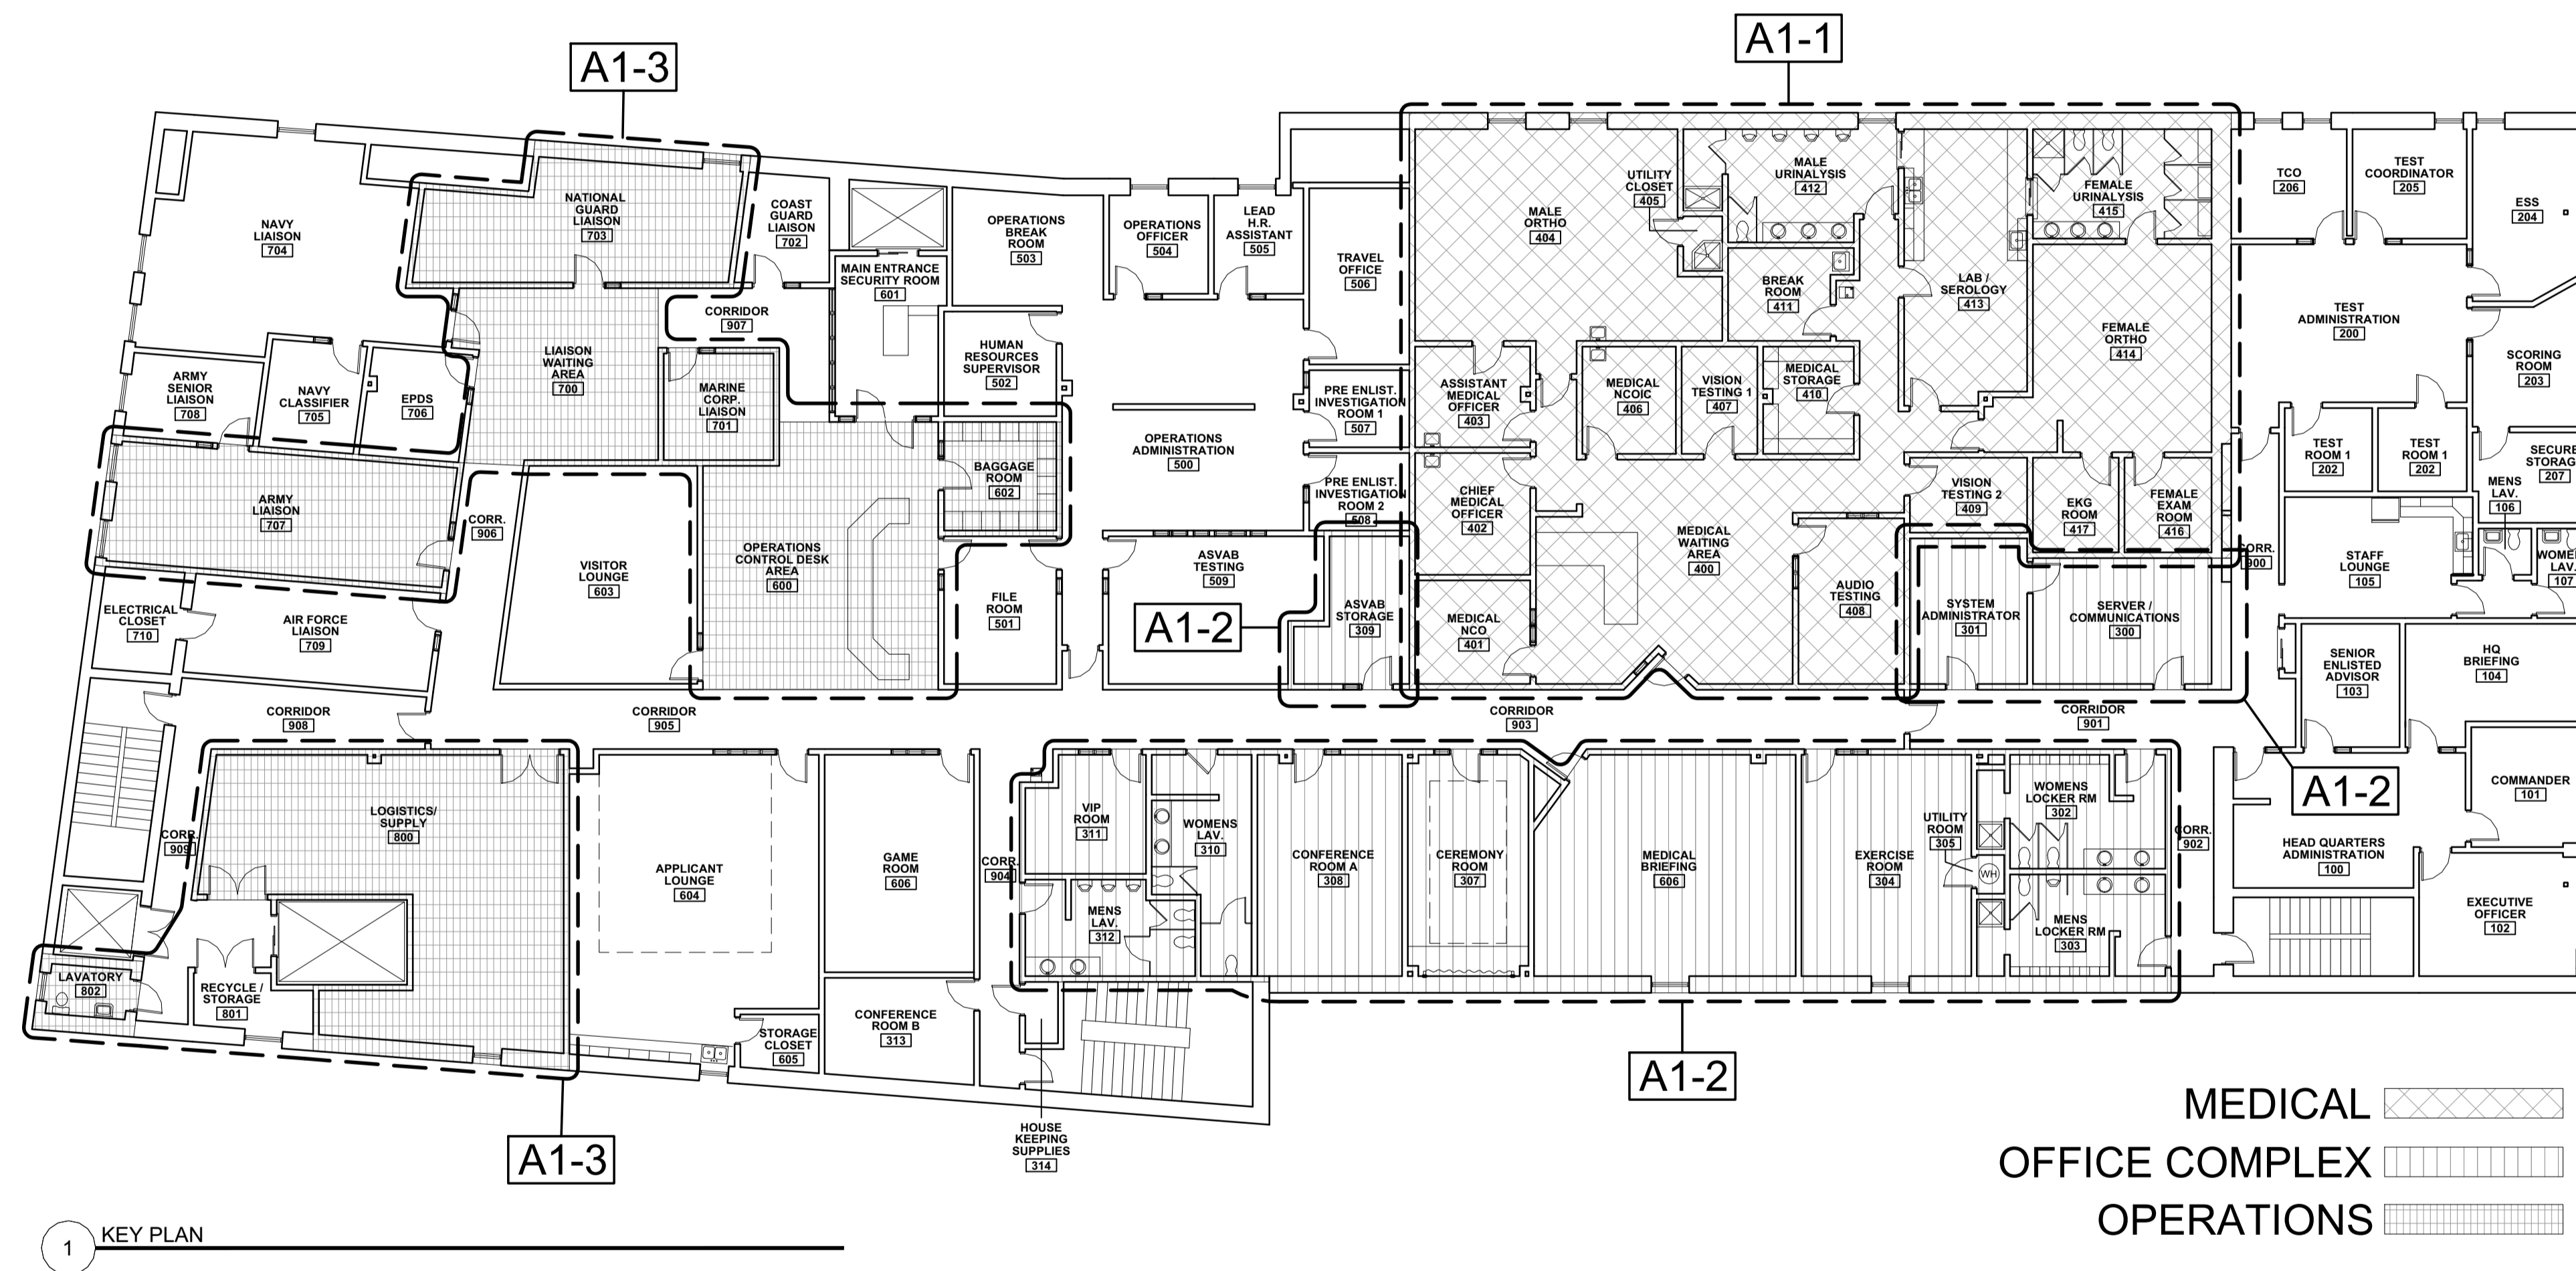 A1-3
A1-1
NAVY
LIAISON
704
NATIONAL
GUARD
LIAISON
703
COAST
GUARD
LIAISON
702
MAIN ENTRANCE
SECURITY ROOM
601
OPERATIONS
BREAK
ROOM
503
OPERATIONS
OFFICER
504
LEAD
H.R.
ASSISTANT
505
TRAVEL
OFFICE
506
MALE
ORTHO
404
UTILITY
CLOSET
405
MALE
URINALYSIS
412
BREAK
ROOM
411
LAB /
SEROLOGY
413
FEMALE
URINALYSIS
415
FEMALE
ORTHO
414
TCO
206
TEST
COORDINATOR
205
ESS
204
TEST
ADMINISTRATION
200
SCORING
ROOM
203
CORRIDOR
907
HUMAN
RESOURCES
SUPERVISOR
502
LIAISON
WAITING
AREA
700
MARINE
CORP.
LIAISON
701
ARMY
SENIOR
LIAISON
708
NAVY
CLASSIFIER
705
EPDS
706
PRE ENLIST.
INVESTIGATION
ROOM 1
507
ASSISTANT
MEDICAL
OFFICER
403
MEDICAL
NCOIC
406
VISION
TESTING 1
407
MEDICAL
STORAGE
410
OPERATIONS
ADMINISTRATION
500
BAGGAGE
ROOM
602
TEST
ROOM 1
202
TEST
ROOM 1
202
SECURE
STORAG
207
MENS
LAV.
106
ARMY
LIAISON
707
CORR.
906
PRE ENLIST.
INVESTIGATION
ROOM 2
508
CHIEF
MEDICAL
OFFICER
402
VISION
TESTING 2
409
EKG
ROOM
417
FEMALE
EXAM
ROOM
416
VISITOR
LOUNGE
603
OPERATIONS
CONTROL DESK
AREA
600
ASVAB
TESTING
509
MEDICAL
WAITING
AREA
400
CORR.
900
STAFF
LOUNGE
105
WOME
LAV.
107
ELECTRICAL
CLOSET
710
AIR FORCE
LIAISON
709
FILE
ROOM
501
A1-2
ASVAB
STORAGE
309
MEDICAL
NCO
401
AUDIO
TESTING
408
SYSTEM
ADMINISTRATOR
301
SERVER /
COMMUNICATIONS
300
SENIOR
ENLISTED
ADVISOR
103
HQ
BRIEFING
104
CORRIDOR
908
CORRIDOR
905
CORRIDOR
903
CORRIDOR
901
A1-2
COMMANDER
101
LOGISTICS/
SUPPLY
800
CORR.
909
APPLICANT
LOUNGE
604
GAME
ROOM
606
CORR.
904
VIP
ROOM
311
WOMENS
LAV.
310
CONFERENCE
ROOM A
308
CEREMONY
ROOM
307
MEDICAL
BRIEFING
606
EXERCISE
ROOM
304
UTILITY
ROOM
305
WH
WOMENS
LOCKER RM
302
CORR.
902
HEAD QUARTERS
ADMINISTRATION
100
MENS
LAV.
312
MENS
LOCKER RM
303
EXECUTIVE
OFFICER
102
LAVATORY
802
RECYCLE /
STORAGE
801
STORAGE
CLOSET
605
CONFERENCE
ROOM B
313
A1-2
A1-3
HOUSE
KEEPING
SUPPLIES
314
MEDICAL
OFFICE COMPLEX
OPERATIONS
1 KEY PLAN